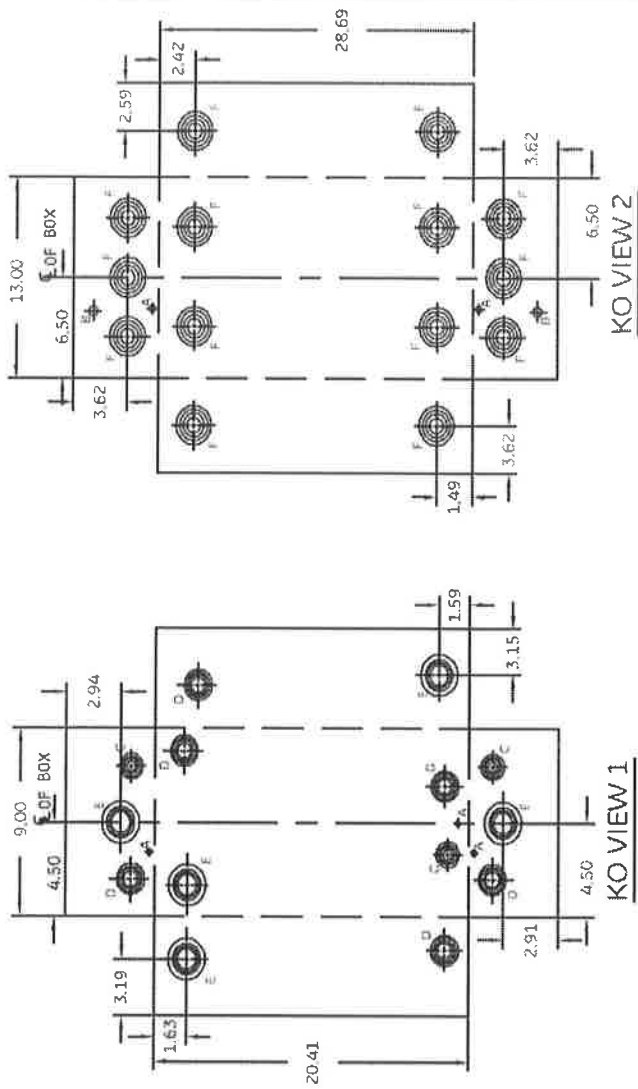 9.00
4.50
℄ OF BOX
2.94
E
C
D
A
D
D
3.19
E
E
1.63
20.41
1.59
3.15
E
D
C
A
A
D
C
D
E
2.91
4.50
KO VIEW 1
13.00
6.50
℄ OF BOX
2.59
2.42
3.62
B
F
F
F
A
28.69
F
F
F
F
F
F
F
F
1.49
3.62
A
B
F
F
F
3.62
6.50
KO VIEW 2